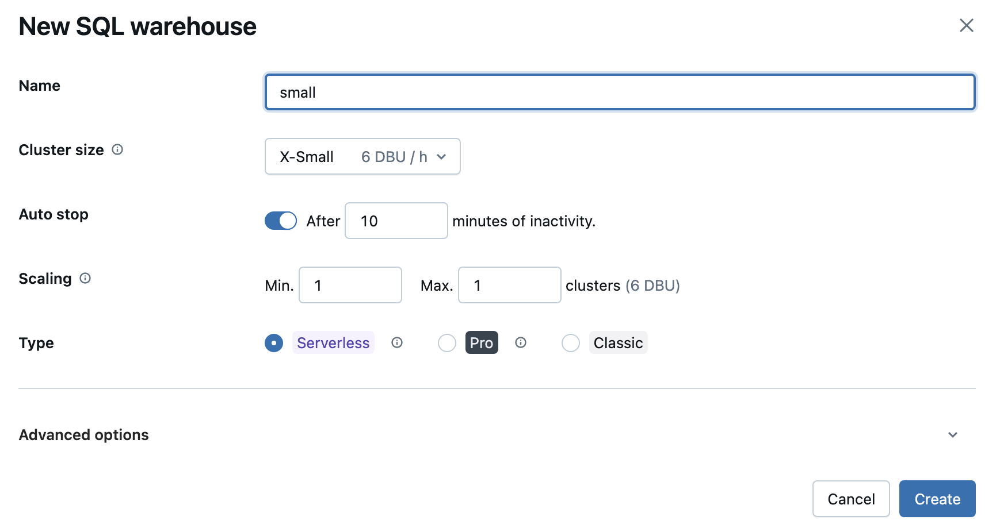 New SQL warehouse
Name
small
Cluster size
X-Small 6 DBU / h
Auto stop
After 10 minutes of inactivity.
Scaling
Min. 1 Max. 1 clusters (6 DBU)
Type
Serverless Pro Classic
Advanced options
Cancel Create